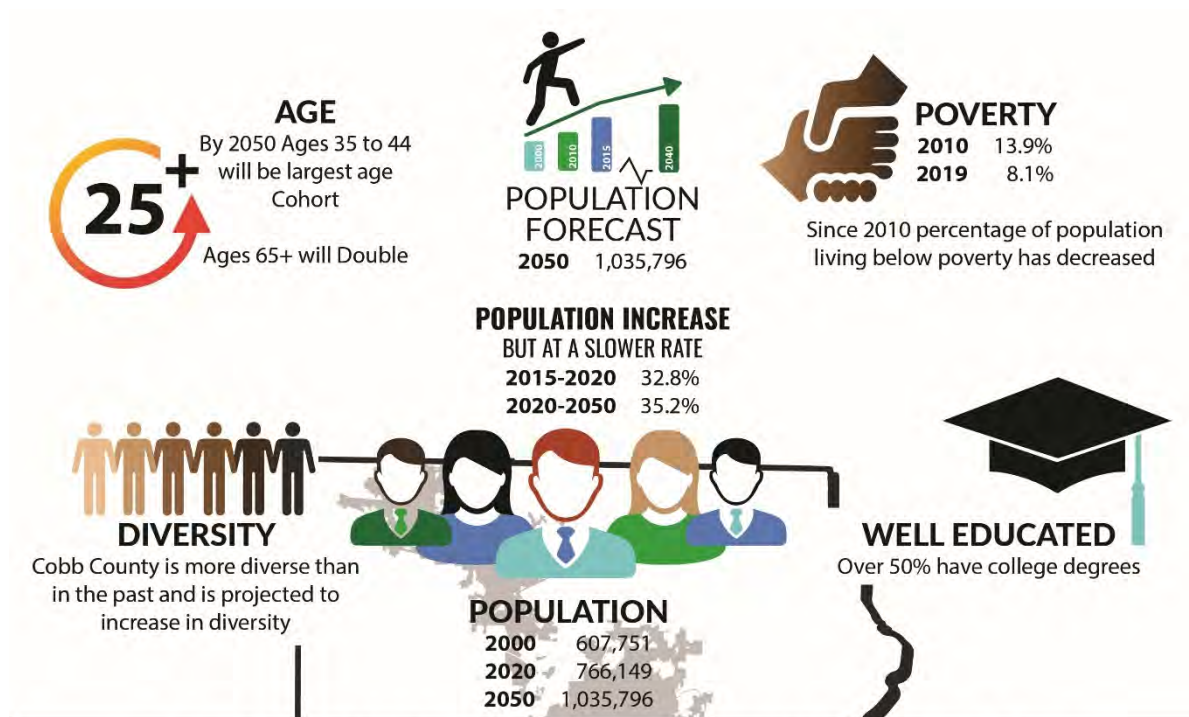 AGE
By 2050 Ages 35 to 44
will be largest age
Cohort
Ages 65+ will Double
25+
2000
2010
2015
2040
POPULATION
FORECAST
2050 1,035,796
POVERTY
2010 13.9%
2019 8.1%
Since 2010 percentage of population
living below poverty has decreased
POPULATION INCREASE
BUT AT A SLOWER RATE
2015-2020 32.8%
2020-2050 35.2%
DIVERSITY
Cobb County is more diverse than
in the past and is projected to
increase in diversity
WELL EDUCATED
Over 50% have college degrees
POPULATION
2000 607,751
2020 766,149
2050 1,035,796